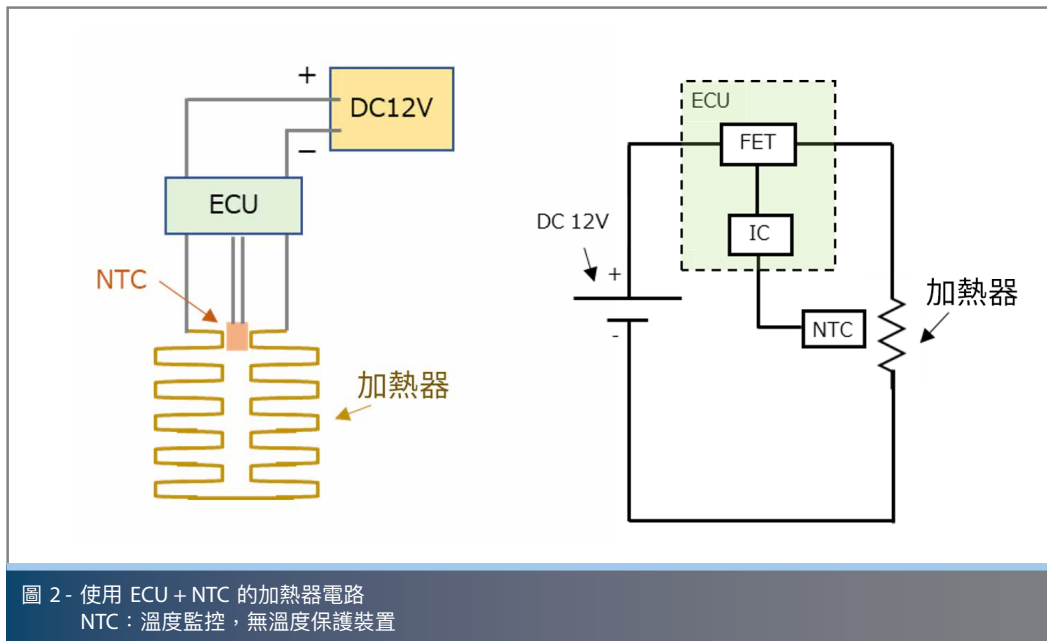 +
DC12V
−
ECU
NTC
加熱器
ECU
FET
IC
DC 12V
+
-
NTC
加熱器
圖 2 - 使用 ECU + NTC 的加熱器電路
NTC：溫度監控，無溫度保護裝置